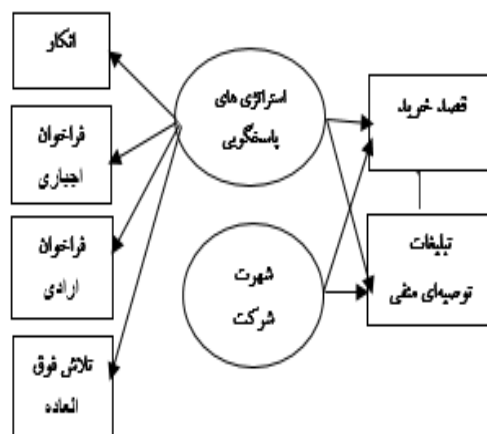 انکار
استراتژی های
پاسخگویی
قصد خرید
فراخوان
اجباری
فراخوان
ارادی
شهرت
شرکت
تبلیغات
توصیه‌ای منفی
تلاش فوق
العاده